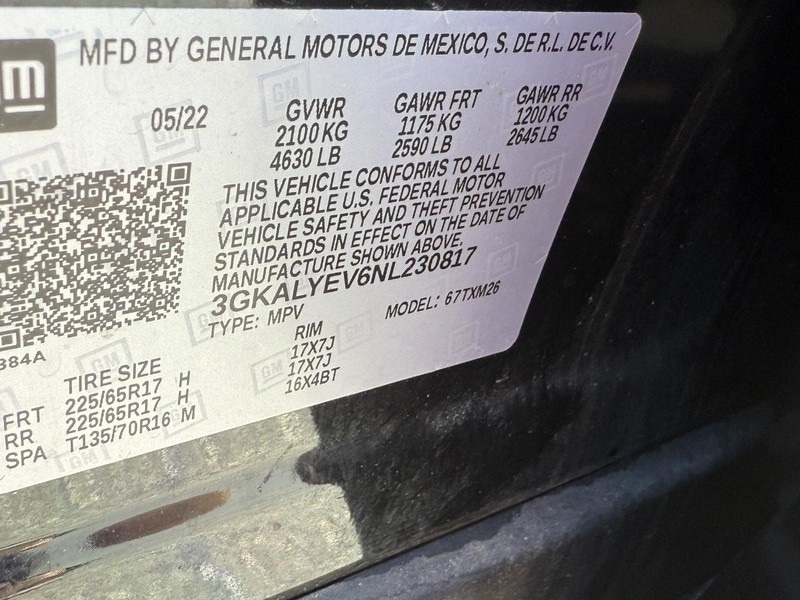 MFD BY GENERAL MOTORS DE MEXICO, S. DE R.L. DE C.V.
m
05/22
GVWR GAWR FRT GAWR RR
2100 KG 1175 KG 1200 KG
4630 LB 2590 LB 2645 LB
THIS VEHICLE CONFORMS TO ALL
APPLICABLE U.S. FEDERAL MOTOR
VEHICLE SAFETY AND THEFT PREVENTION
STANDARDS IN EFFECT ON THE DATE OF
MANUFACTURE SHOWN ABOVE.
3GKALYEV6NL230817
TYPE: MPV MODEL: 67TXM26
384A
TIRE SIZE RIM
FRT 225/65R17 H 17X7J
RR 225/65R17 H 17X7J
SPA T135/70R16 M 16X4BT